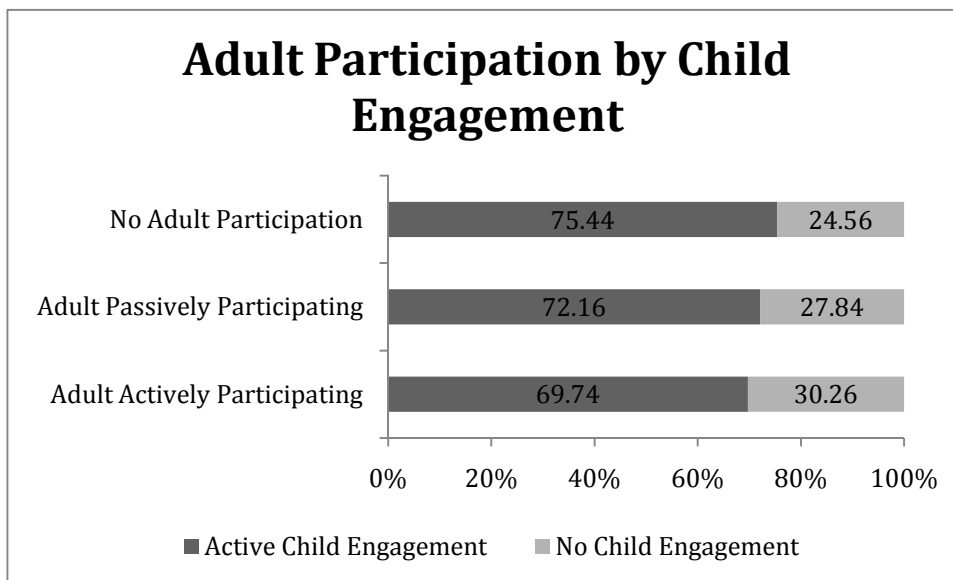 Adult Participation by Child
Engagement
No Adult Participation
75.44
24.56
Adult Passively Participating
72.16
27.84
Adult Actively Participating
69.74
30.26
0% 20% 40% 60% 80% 100%
Active Child Engagement No Child Engagement